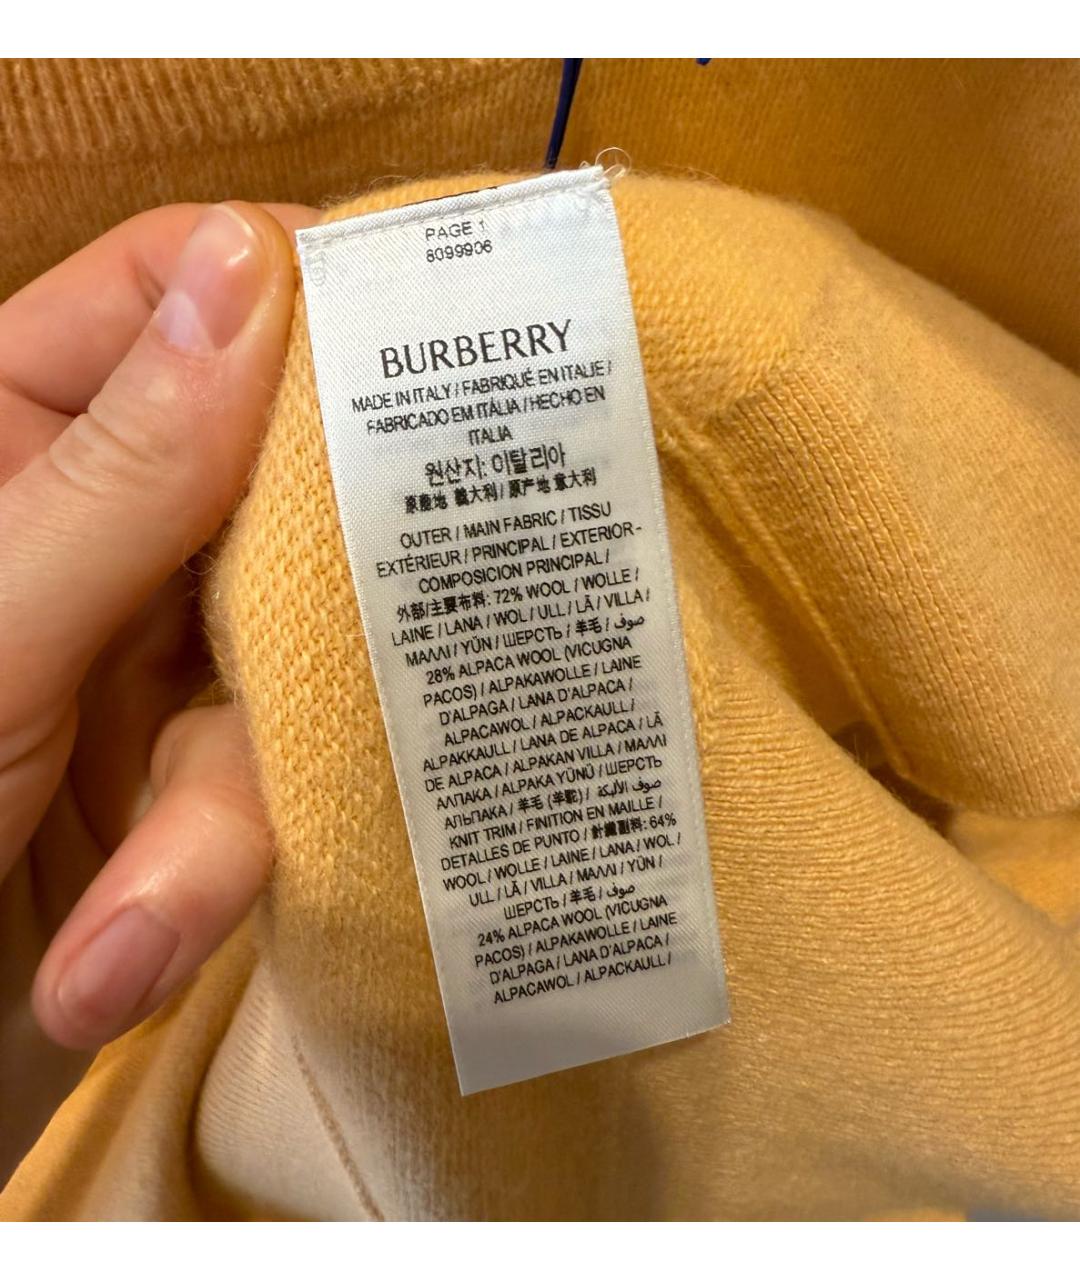 PAGE 1
8099906
BURBERRY
MADE IN ITALY / FABRIQUÉ EN ITALIE /
FABRICADO EM ITÁLIA / HECHO EN
ITALIA
원산지: 이탈리아
原產地 義大利 / 原产地 意大利
OUTER / MAIN FABRIC / TISSU
EXTÉRIEUR / PRINCIPAL / EXTERIOR -
COMPOSICION PRINCIPAL /
外部/主要布料: 72% WOOL / WOLLE /
LAINE / LANA / WOL / ULL / LÃ / VILLA /
ΜΑΛΛΙ / YÜN / ШЕРСТЬ / 羊毛 / صوف
28% ALPACA WOOL (VICUGNA
PACOS) / ALPAKAWOLLE / LAINE
D'ALPAGA / LANA D'ALPACA /
ALPACAWOL / ALPACKAULL /
ALPAKKAULL / LANA DE ALPACA / LÃ
DE ALPACA / ALPAKAN VILLA / ΜΑΛΛΙ
ΑΛΠΑΚΑ / ALPAKA YÜNÜ / ШЕРСТЬ
АЛЬПАКА / 羊毛 (羊駝) / صوف الألبكة
KNIT TRIM / FINITION EN MAILLE /
DETALLES DE PUNTO / 針織副料: 64%
WOOL / WOLLE / LAINE / LANA / WOL /
ULL / LÃ / VILLA / ΜΑΛΛΙ / YÜN /
ШЕРСТЬ / 羊毛 / صوف
24% ALPACA WOOL (VICUGNA
PACOS) / ALPAKAWOLLE / LAINE
D'ALPAGA / LANA D'ALPACA /
ALPACAWOL / ALPACKAULL /